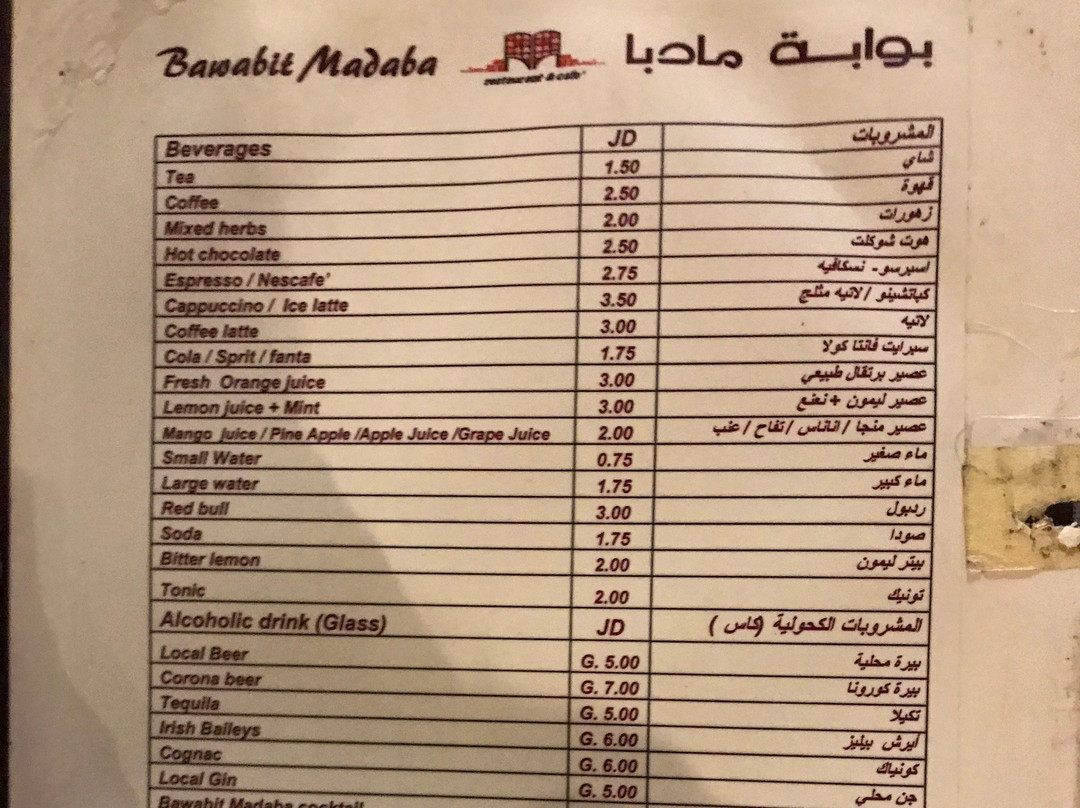 Bawabit Madaba restaurant & cafe' بوابة مادبا
Beverages JD المشروبات
Tea 1.50 شاي
Coffee 2.50 قهوة
Mixed herbs 2.00 زهورات
Hot chocolate 2.50 هوت شوكلت
Espresso / Nescafe' 2.75 اسبرسو- نسكافيه
Cappuccino / Ice latte 3.50 كباتشينو / لاتيه مثلج
Coffee latte 3.00 لاتيه
Cola / Sprit / fanta 1.75 سبرايت فانتا كولا
Fresh Orange juice 3.00 عصير برتقال طبيعي
Lemon juice + Mint 3.00 عصير ليمون + نعنع
Mango juice / Pine Apple /Apple Juice /Grape Juice 2.00 عصير منجا / اناناس / تفاح / عنب
Small Water 0.75 ماء صغير
Large water 1.75 ماء كبير
Red bull 3.00 ردبول
Soda 1.75 صودا
Bitter lemon 2.00 بيتر ليمون
Tonic 2.00 تونيك
Alcoholic drink (Glass) JD المشروبات الكحولية (كاس )
Local Beer G. 5.00 بيرة محلية
Corona beer G. 7.00 بيرة كورونا
Tequila G. 5.00 تكيلا
Irish Baileys G. 6.00 أيرش بيليز
Cognac G. 6.00 كونياك
Local Gin G. 5.00 جن محلي
Bawabit Madaba cocktail